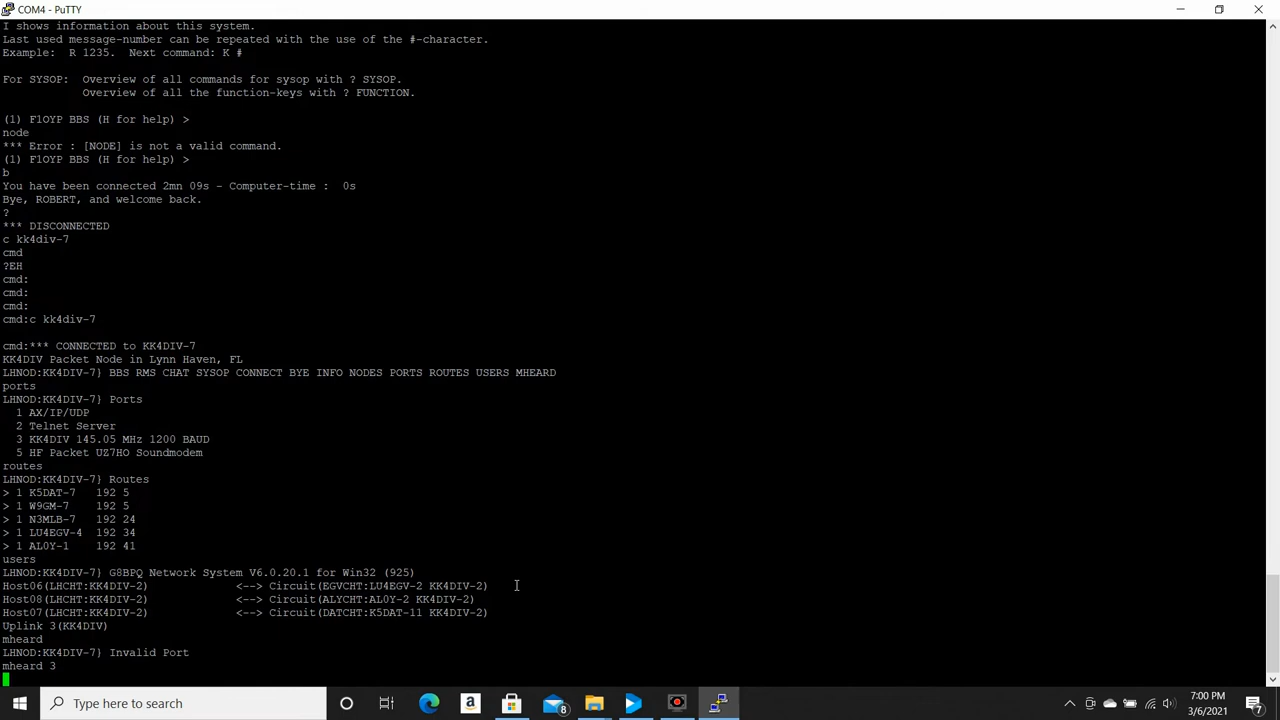 COM4 - PuTTY
I shows information about this system.
Last used message-number can be repeated with the use of the #-character.
Example:  R 1235.  Next command: K #
For SYSOP:  Overview of all commands for sysop with ? SYSOP.
            Overview of all the function-keys with ? FUNCTION.
(1) F1OYP BBS (H for help) >
node
*** Error : [NODE] is not a valid command.
(1) F1OYP BBS (H for help) >
b
You have been connected 2mn 09s - Computer-time :  0s
Bye, ROBERT, and welcome back.
?
*** DISCONNECTED
c kk4div-7
cmd
?EH
cmd:
cmd:
cmd:
cmd:c kk4div-7
cmd:*** CONNECTED to KK4DIV-7
KK4DIV Packet Node in Lynn Haven, FL
LHNOD:KK4DIV-7} BBS RMS CHAT SYSOP CONNECT BYE INFO NODES PORTS ROUTES USERS MHEARD
ports
LHNOD:KK4DIV-7} Ports
  1 AX/IP/UDP
  2 Telnet Server
  3 KK4DIV 145.05 MHz 1200 BAUD
  5 HF Packet UZ7HO Soundmodem
routes
LHNOD:KK4DIV-7} Routes
> 1 K5DAT-7   192 5
> 1 W9GM-7    192 5
> 1 N3MLB-7   192 24
> 1 LU4EGV-4  192 34
> 1 AL0Y-1    192 41
users
LHNOD:KK4DIV-7} G8BPQ Network System V6.0.20.1 for Win32 (925)
Host06(LHCHT:KK4DIV-2)             <--> Circuit(EGVCHT:LU4EGV-2 KK4DIV-2)
Host08(LHCHT:KK4DIV-2)             <--> Circuit(ALYCHT:AL0Y-2 KK4DIV-2)
Host07(LHCHT:KK4DIV-2)             <--> Circuit(DATCHT:K5DAT-11 KK4DIV-2)
Uplink 3(KK4DIV)
mheard
LHNOD:KK4DIV-7} Invalid Port
mheard 3
Type here to search
8
7:00 PM
3/6/2021
7